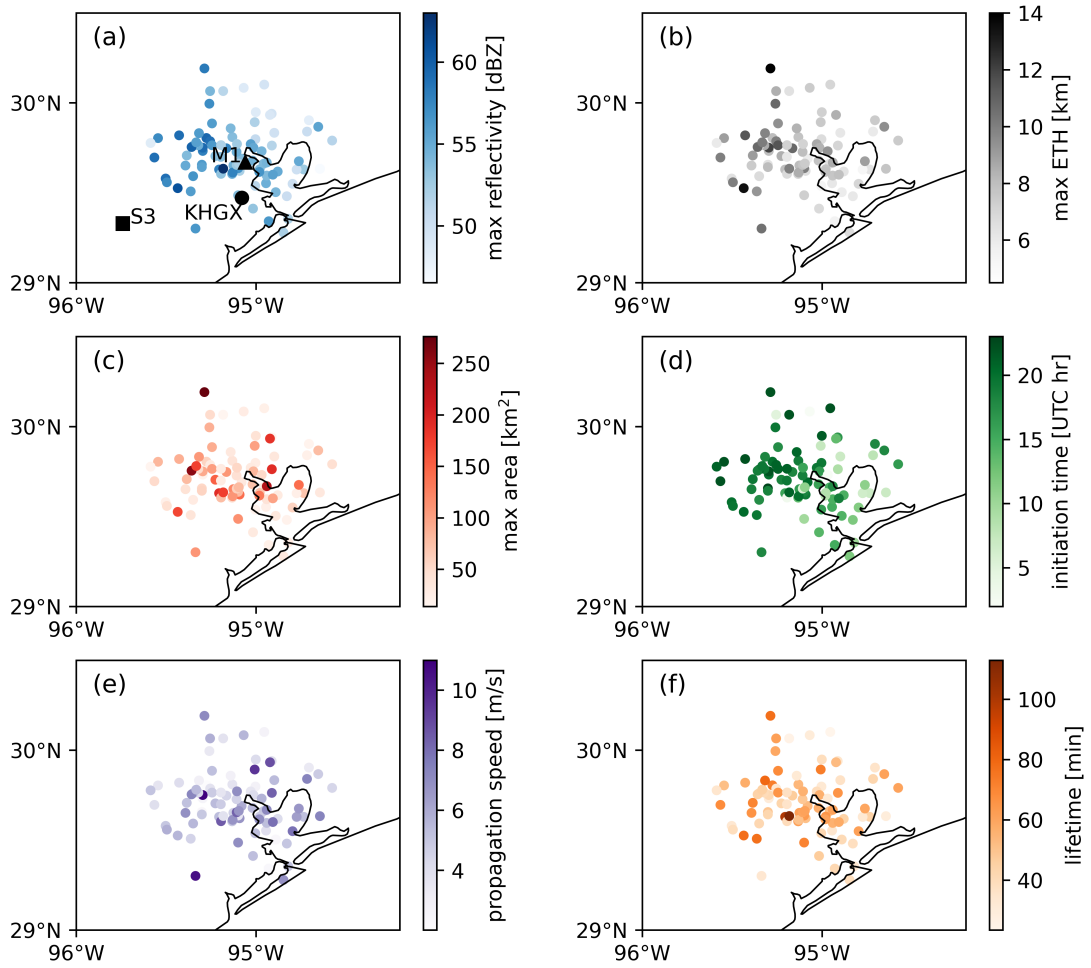 (a)
M1
S3
KHGX
30°N
29°N
96°W
95°W
60
55
50
max reflectivity [dBZ]
(b)
30°N
29°N
96°W
95°W
14
12
10
8
6
max ETH [km]
(c)
30°N
29°N
96°W
95°W
250
200
150
100
50
max area [km²]
(d)
30°N
29°N
96°W
95°W
20
15
10
5
initiation time [UTC hr]
(e)
30°N
29°N
96°W
95°W
10
8
6
4
propagation speed [m/s]
(f)
30°N
29°N
96°W
95°W
100
80
60
40
lifetime [min]